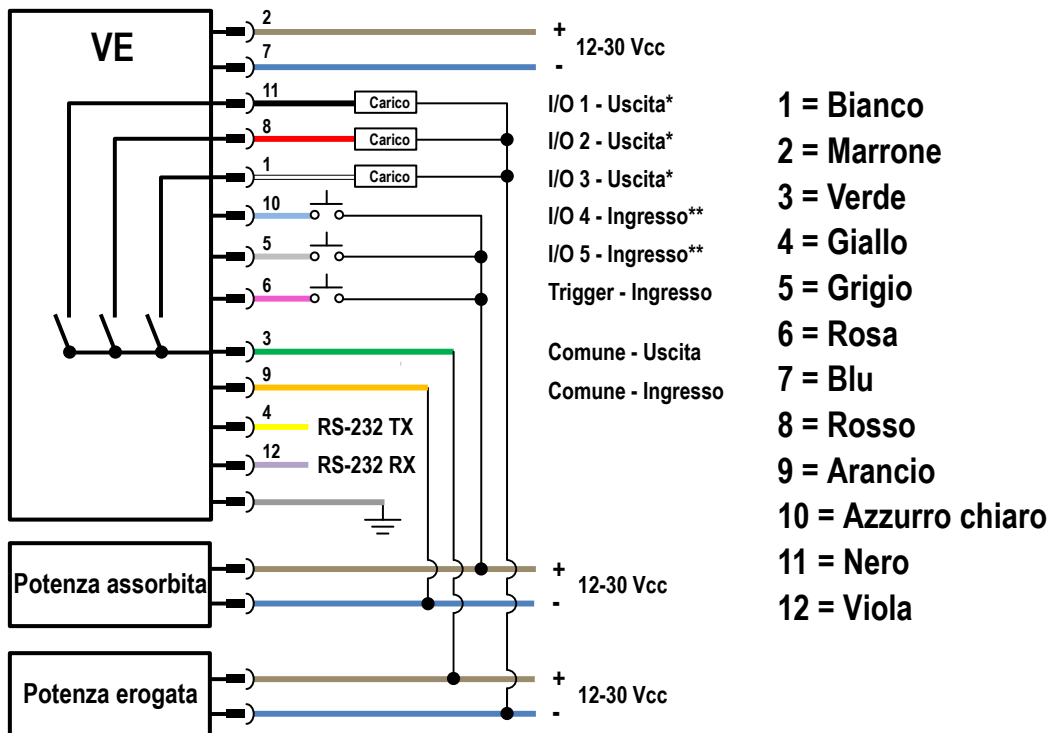 VE
2
+
12-30 Vcc
7
-
11
Carico
I/O 1 - Uscita*
8
Carico
I/O 2 - Uscita*
1
Carico
I/O 3 - Uscita*
10
I/O 4 - Ingresso**
5
I/O 5 - Ingresso**
6
Trigger - Ingresso
3
Comune - Uscita
9
Comune - Ingresso
4
RS-232 TX
12
RS-232 RX
Potenza assorbita
+
12-30 Vcc
-
Potenza erogata
+
12-30 Vcc
-
1 = Bianco
2 = Marrone
3 = Verde
4 = Giallo
5 = Grigio
6 = Rosa
7 = Blu
8 = Rosso
9 = Arancio
10 = Azzurro chiaro
11 = Nero
12 = Viola